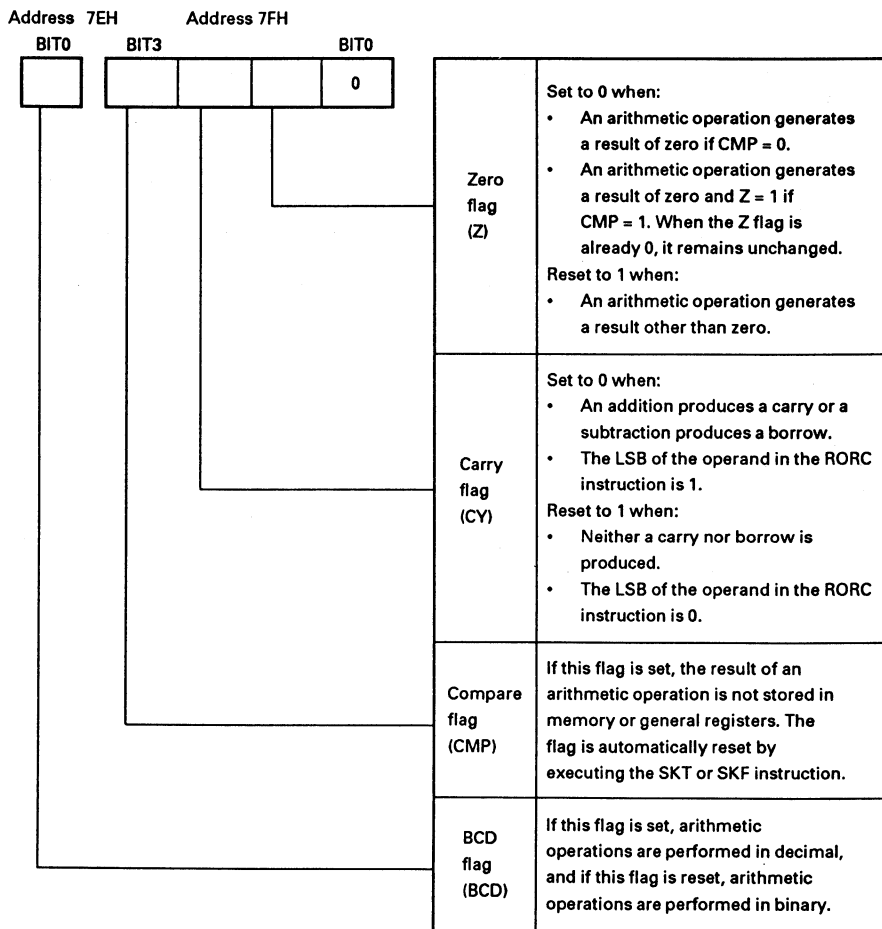 Address 7EH Address 7FH
BIT0 BIT3 BIT0
0
Zero
flag
(Z)
Set to 0 when:
• An arithmetic operation generates
a result of zero if CMP = 0.
• An arithmetic operation generates
a result of zero and Z = 1 if
CMP = 1. When the Z flag is
already 0, it remains unchanged.
Reset to 1 when:
• An arithmetic operation generates
a result other than zero.
Carry
flag
(CY)
Set to 0 when:
• An addition produces a carry or a
subtraction produces a borrow.
• The LSB of the operand in the RORC
instruction is 1.
Reset to 1 when:
• Neither a carry nor borrow is
produced.
• The LSB of the operand in the RORC
instruction is 0.
Compare
flag
(CMP)
If this flag is set, the result of an
arithmetic operation is not stored in
memory or general registers. The
flag is automatically reset by
executing the SKT or SKF instruction.
BCD
flag
(BCD)
If this flag is set, arithmetic
operations are performed in decimal,
and if this flag is reset, arithmetic
operations are performed in binary.